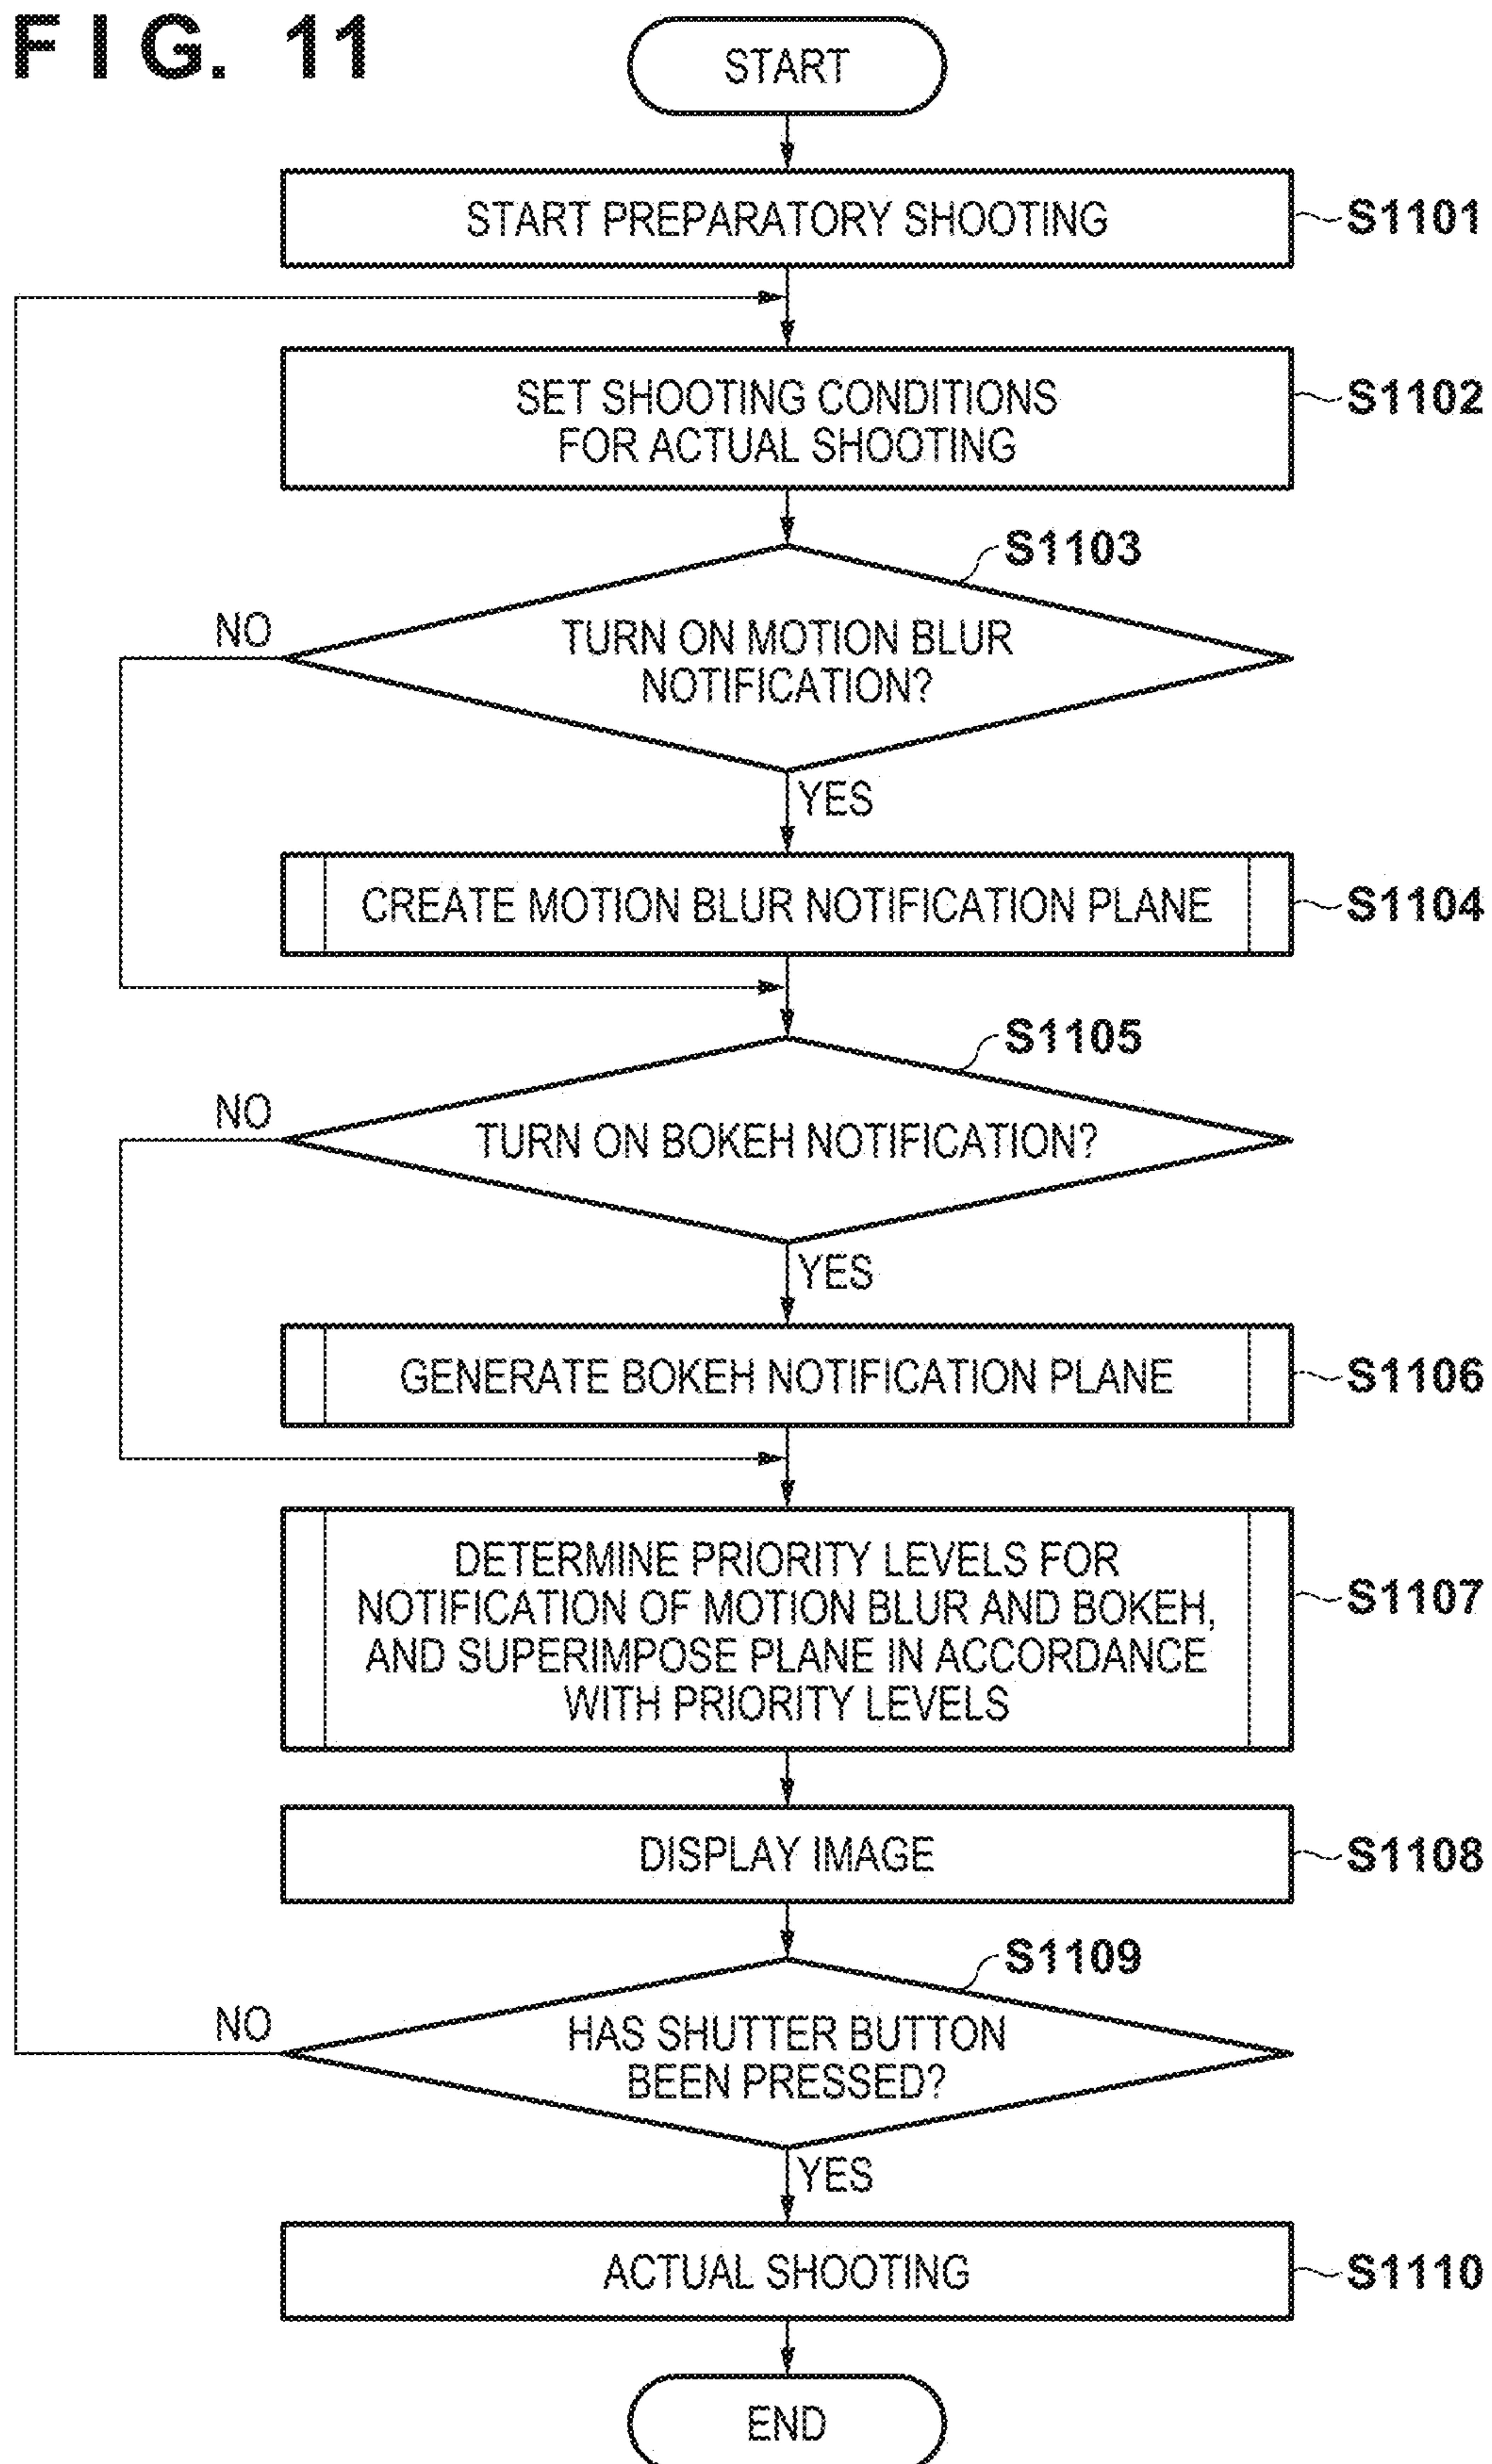 FIG. 11
START
START PREPARATORY SHOOTING
S1101
SET SHOOTING CONDITIONS
FOR ACTUAL SHOOTING
S1102
S1103
NO
TURN ON MOTION BLUR
NOTIFICATION?
YES
CREATE MOTION BLUR NOTIFICATION PLANE
S1104
S1105
NO
TURN ON BOKEH NOTIFICATION?
YES
GENERATE BOKEH NOTIFICATION PLANE
S1106
DETERMINE PRIORITY LEVELS FOR
NOTIFICATION OF MOTION BLUR AND BOKEH,
AND SUPERIMPOSE PLANE IN ACCORDANCE
WITH PRIORITY LEVELS
S1107
DISPLAY IMAGE
S1108
S1109
NO
HAS SHUTTER BUTTON
BEEN PRESSED?
YES
ACTUAL SHOOTING
S1110
END